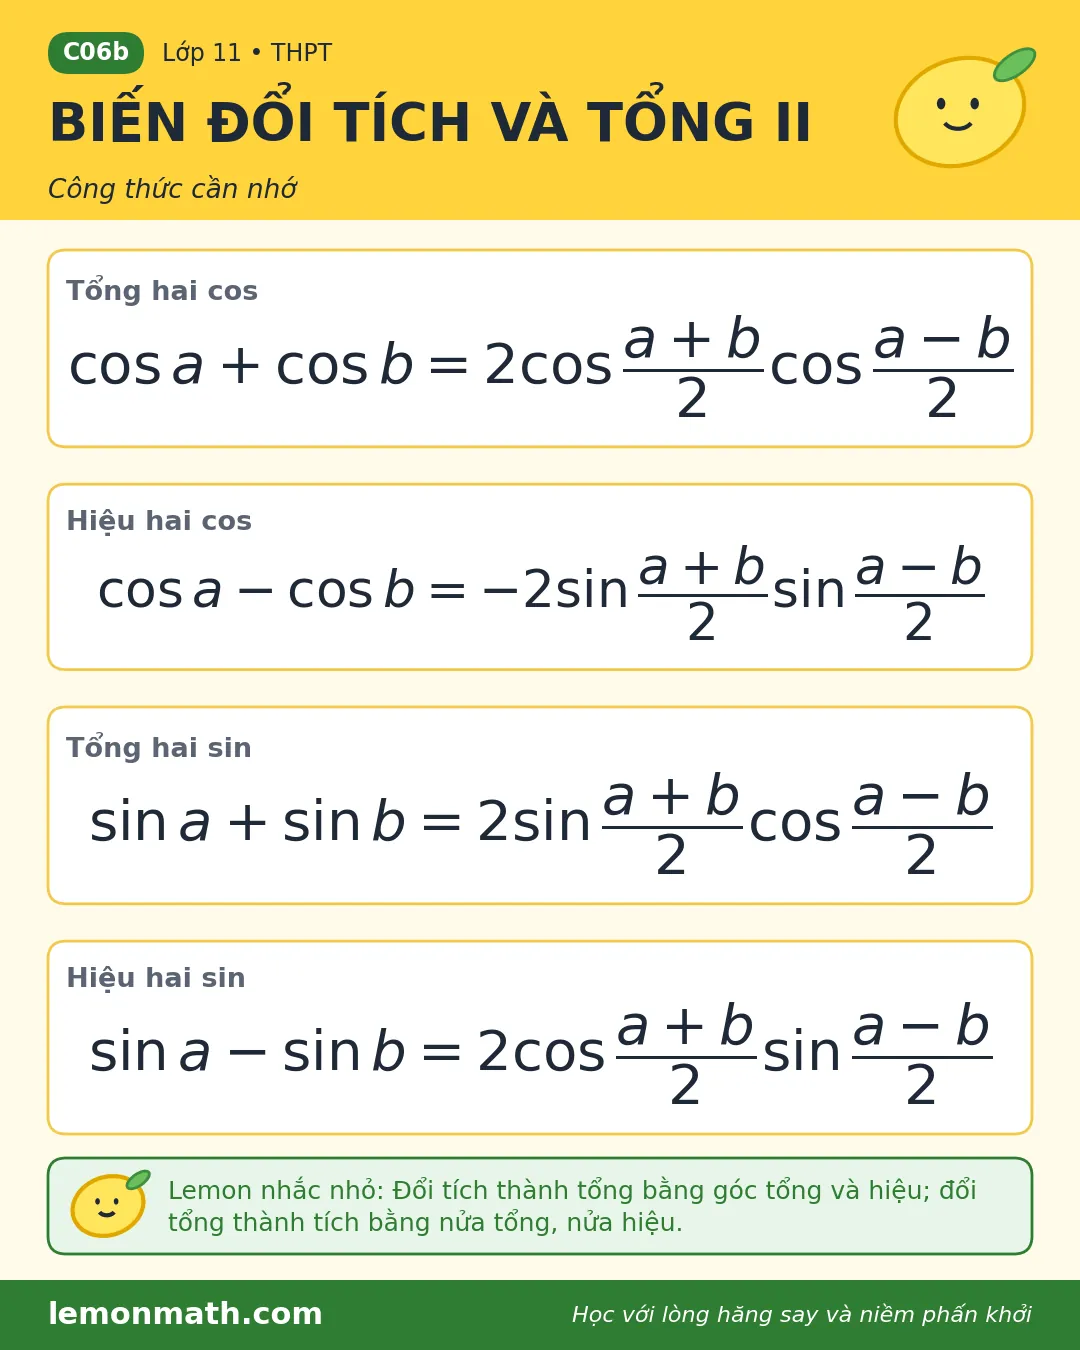 C06b Lớp 11 • THPT
BIẾN ĐỔI TÍCH VÀ TỔNG II
Công thức cần nhớ
Tổng hai cos
cos a + cos b = 2cos (a + b)/2 cos (a − b)/2
Hiệu hai cos
cos a − cos b = −2sin (a + b)/2 sin (a − b)/2
Tổng hai sin
sin a + sin b = 2sin (a + b)/2 cos (a − b)/2
Hiệu hai sin
sin a − sin b = 2cos (a + b)/2 sin (a − b)/2
Lemon nhắc nhỏ: Đổi tích thành tổng bằng góc tổng và hiệu; đổi
tổng thành tích bằng nửa tổng, nửa hiệu.
lemonmath.com
Học với lòng hăng say và niềm phấn khởi